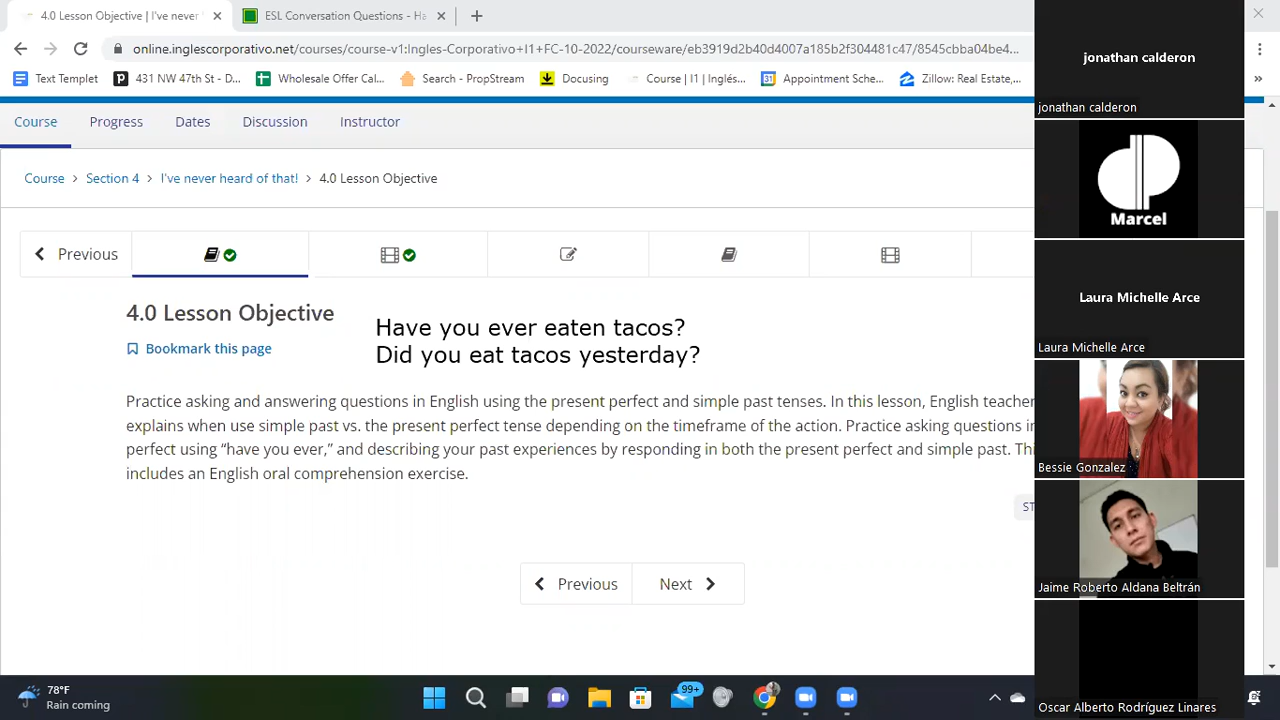 4.0 Lesson Objective | I've never
ESL Conversation Questions - Ha
online.inglescorporativo.net/courses/course-v1:Ingles-Corporativo+I1+FC-10-2022/courseware/eb3919d2b40d4007a185b2f304481c47/8545cbba04be4...
Text Templet
431 NW 47th St - D...
Wholesale Offer Cal...
Search - PropStream
Docusing
Course | I1 | Inglés...
Appointment Sche...
Zillow: Real Estate,...
»
Course
Progress
Dates
Discussion
Instructor
Course > Section 4 > I've never heard of that! > 4.0 Lesson Objective
Previous
4.0 Lesson Objective
Bookmark this page
Have you ever eaten tacos?
Did you eat tacos yesterday?
Practice asking and answering questions in English using the present perfect and simple past tenses. In this lesson, English teacher
explains when use simple past vs. the present perfect tense depending on the timeframe of the action. Practice asking questions in
perfect using “have you ever,” and describing your past experiences by responding in both the present perfect and simple past. Thi
includes an English oral comprehension exercise.
ST
Previous
Next
jonathan calderon
jonathan calderon
Marcel
Laura Michelle Arce
Laura Michelle Arce
Bessie Gonzalez
Jaime Roberto Aldana Beltrán
Oscar Alberto Rodríguez Linares
78°F
Rain coming
99+